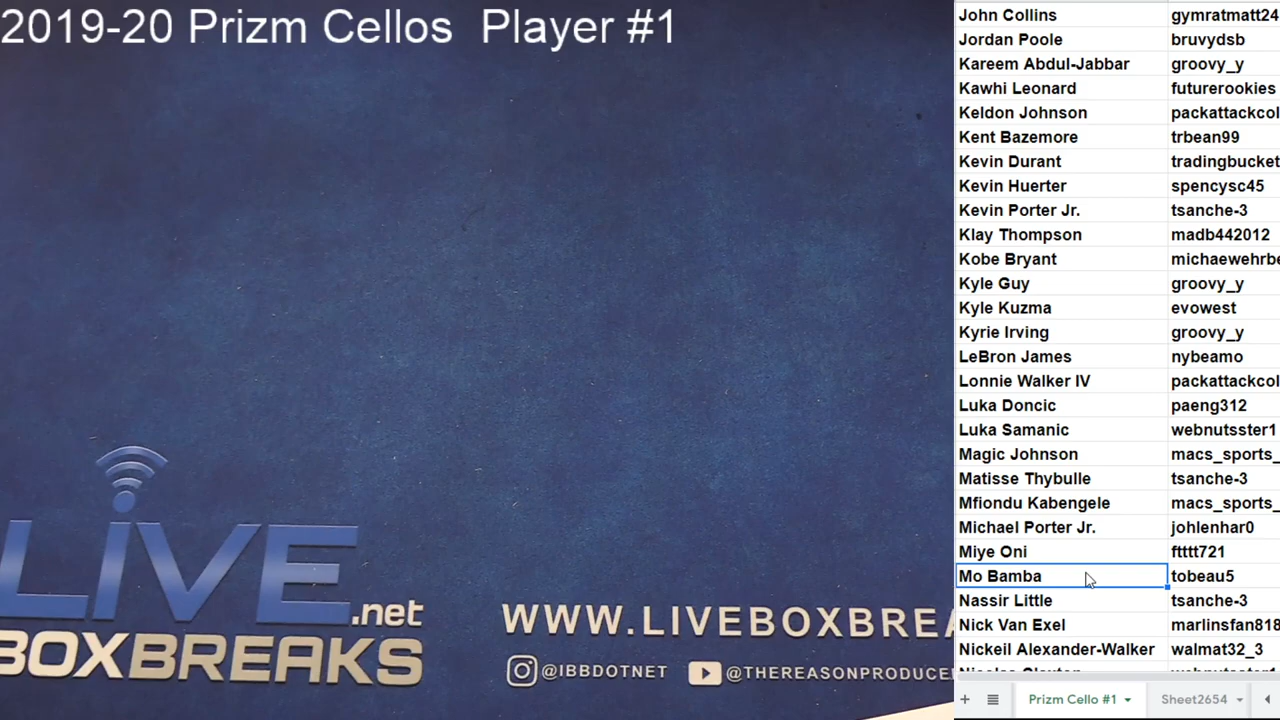 2019-20 Prizm Cellos Player #1
LIVE.net
BOXBREAKS
WWW.LIVEBOXBREA
@IBBDOTNET @THEREASONPRODUCE
John Collins gymratmatt24
Jordan Poole bruvydsb
Kareem Abdul-Jabbar groovy_y
Kawhi Leonard futurerookies
Keldon Johnson packattackcol
Kent Bazemore trbean99
Kevin Durant tradingbucket
Kevin Huerter spencysc45
Kevin Porter Jr. tsanche-3
Klay Thompson madb442012
Kobe Bryant michaewehrbe
Kyle Guy groovy_y
Kyle Kuzma evowest
Kyrie Irving groovy_y
LeBron James nybeamo
Lonnie Walker IV packattackcol
Luka Doncic paeng312
Luka Samanic webnutsster1
Magic Johnson macs_sports_
Matisse Thybulle tsanche-3
Mfiondu Kabengele macs_sports_
Michael Porter Jr. johlenhar0
Miye Oni ftttt721
Mo Bamba tobeau5
Nassir Little tsanche-3
Nick Van Exel marlinsfan818
Nickeil Alexander-Walker walmat32_3
Prizm Cello #1 Sheet2654